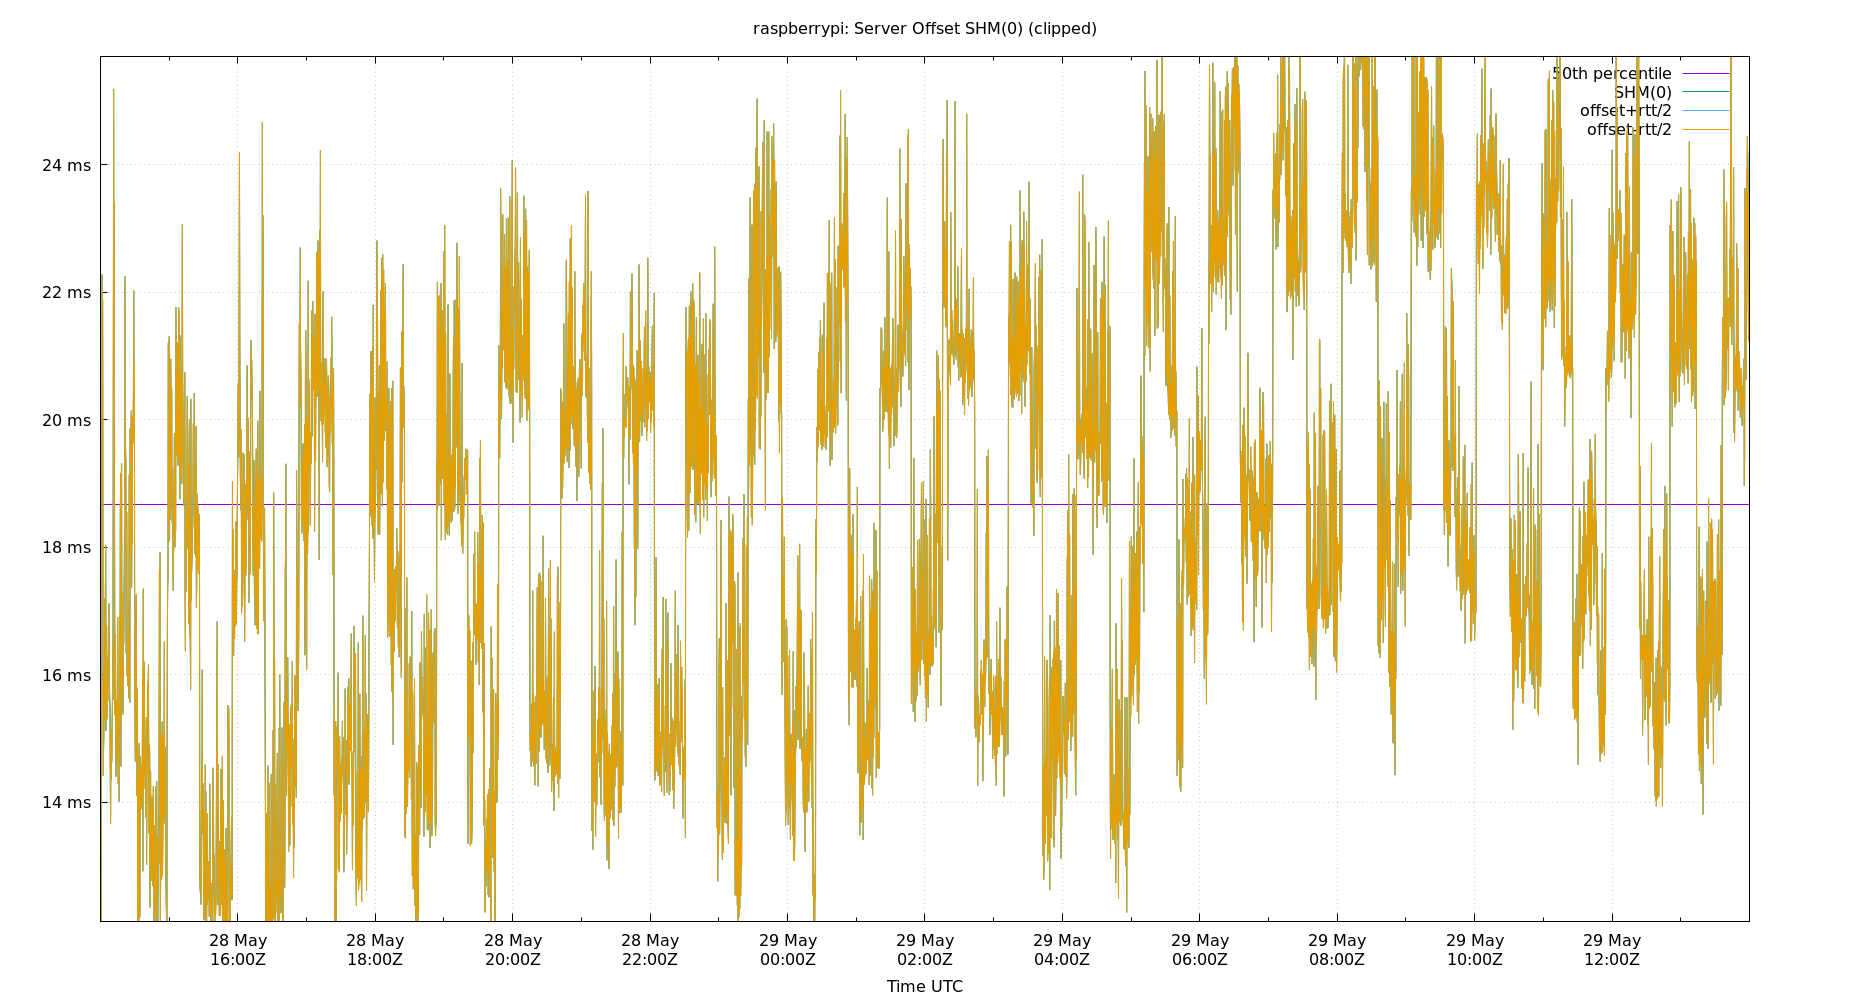 raspberrypi: Server Offset SHM(0) (clipped)
50th percentile
SHM(0)
offset+rtt/2
offset-rtt/2
24 ms
22 ms
20 ms
18 ms
16 ms
14 ms
28 May 28 May 28 May 28 May 29 May 29 May 29 May 29 May 29 May 29 May 29 May
16:00Z 18:00Z 20:00Z 22:00Z 00:00Z 02:00Z 04:00Z 06:00Z 08:00Z 10:00Z 12:00Z
Time UTC